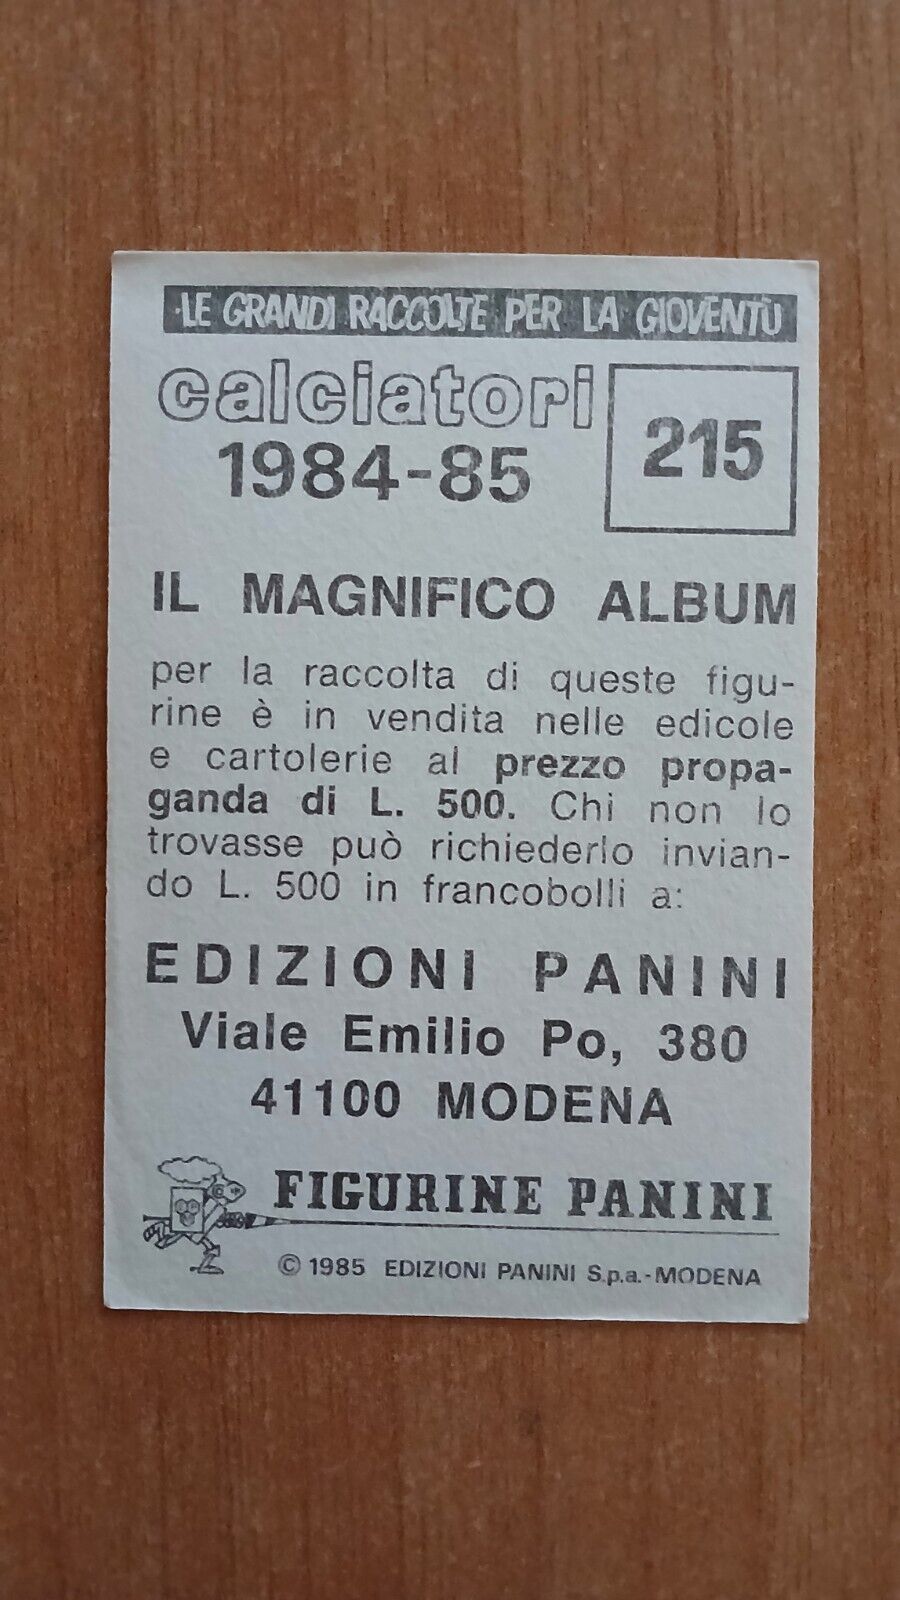 LE GRANDI RACCOLTE PER LA GIOVENTÙ
calciatori
1984-85
215
IL MAGNIFICO ALBUM
per la raccolta di queste figu-
rine è in vendita nelle edicole
e cartolerie al prezzo propa-
ganda di L. 500. Chi non lo
trovasse può richiederlo invian-
do L. 500 in francobolli a:
EDIZIONI PANINI
Viale Emilio Po, 380
41100 MODENA
FIGURINE PANINI
© 1985 EDIZIONI PANINI S.p.a.-MODENA